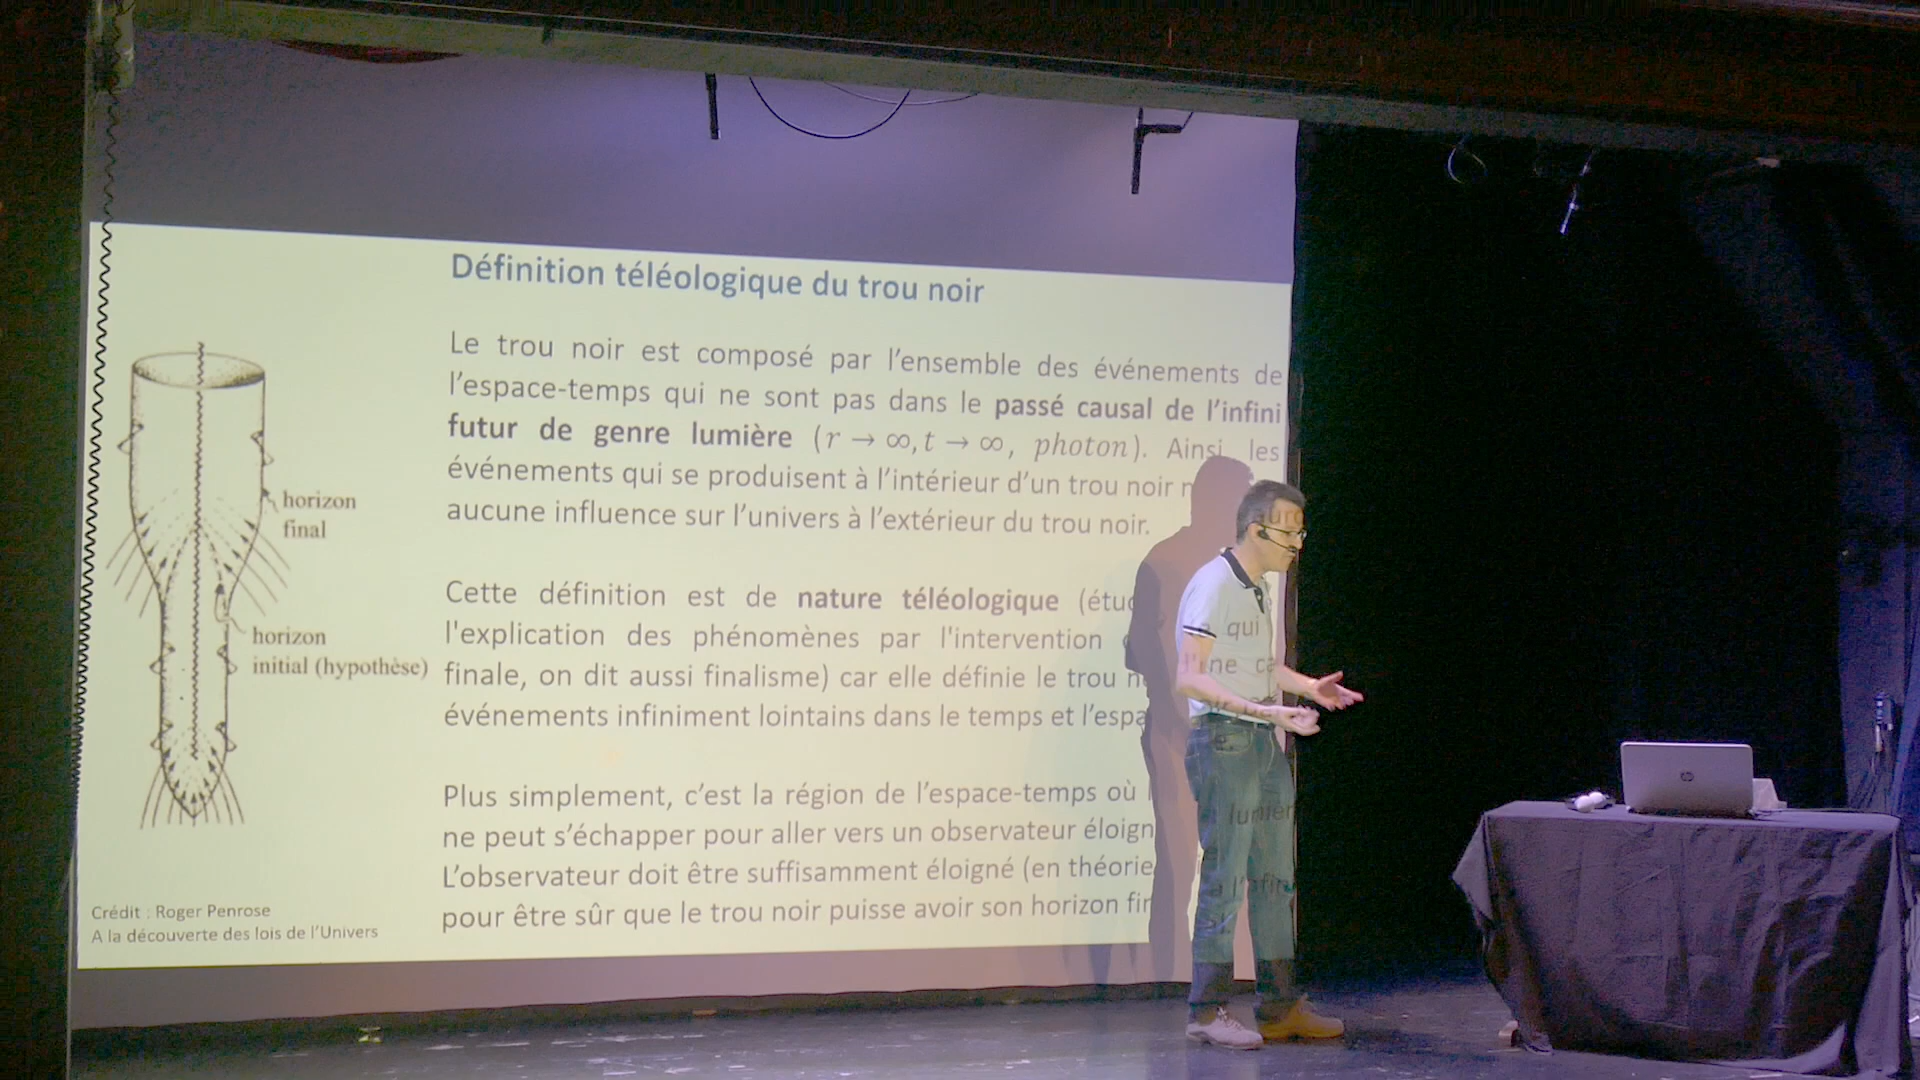 Définition téléologique du trou noir
Le trou noir est composé par l'ensemble des événements de
l'espace-temps qui ne sont pas dans le passé causal de l'infini
futur de genre lumière (r → ∞, t → ∞, photon). Ainsi les
événements qui se produisent à l'intérieur d'un trou noir
aucune influence sur l'univers à l'extérieur du trou noir.
Cette définition est de nature téléologique
l'explication des phénomènes par l'intervention
finale, on dit aussi finalisme) car elle définie le trou
événements infiniment lointains dans le temps et
Plus simplement, c'est la région de l'espace-temps où
ne peut s'échapper pour aller vers un observateur
L'observateur doit être suffisamment éloigné (en théorie
pour être sûr que le trou noir puisse avoir son horizon
horizon
final
horizon
initial (hypothèse)
Crédit : Roger Penrose
A la découverte des lois de l'Univers
qui
hp